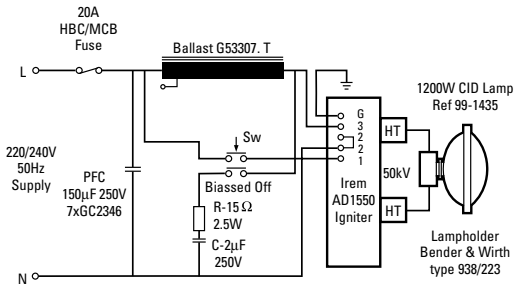 20A
HBC/MCB
Fuse
Ballast G53307. T
L
1200W CID Lamp
Ref 99-1435
G
3
2
2
1
HT
Sw
220/240V
50Hz
Supply
PFC
150µF 250V
7xGC2346
Biassed Off
R-15 Ω
2.5W
C-2µF
250V
Irem
AD1550
Igniter
50kV
HT
Lampholder
Bender & Wirth
type 938/223
N